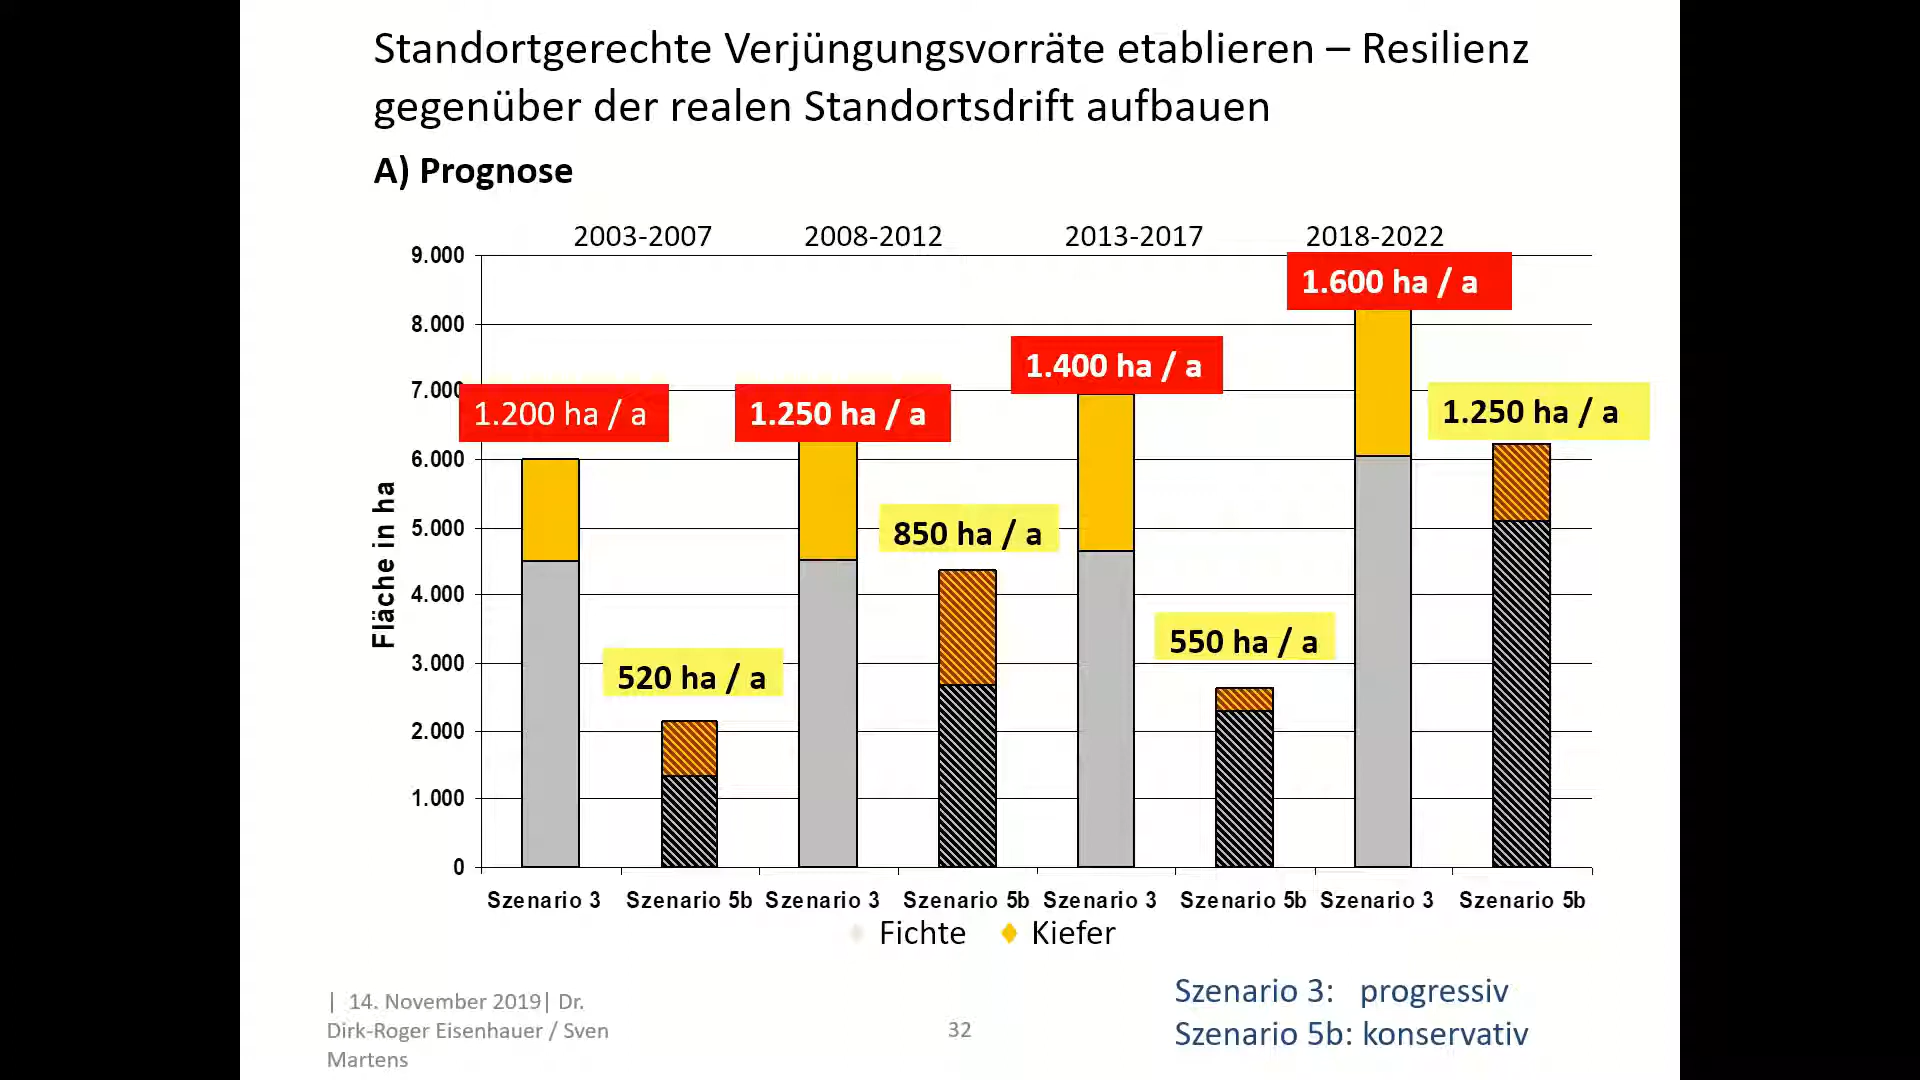 Standortgerechte Verjüngungsvorräte etablieren – Resilienz
gegenüber der realen Standortsdrift aufbauen
A) Prognose
2003-2007 2008-2012 2013-2017 2018-2022
9.000
8.000
7.000
6.000
5.000
4.000
3.000
2.000
1.000
0
Fläche in ha
1.200 ha / a
520 ha / a
1.250 ha / a
850 ha / a
1.400 ha / a
550 ha / a
1.600 ha / a
1.250 ha / a
Szenario 3 Szenario 5b Szenario 3 Szenario 5b Szenario 3 Szenario 5b Szenario 3 Szenario 5b
Fichte Kiefer
Szenario 3: progressiv
Szenario 5b: konservativ
| 14. November 2019| Dr.
Dirk-Roger Eisenhauer / Sven
Martens
32